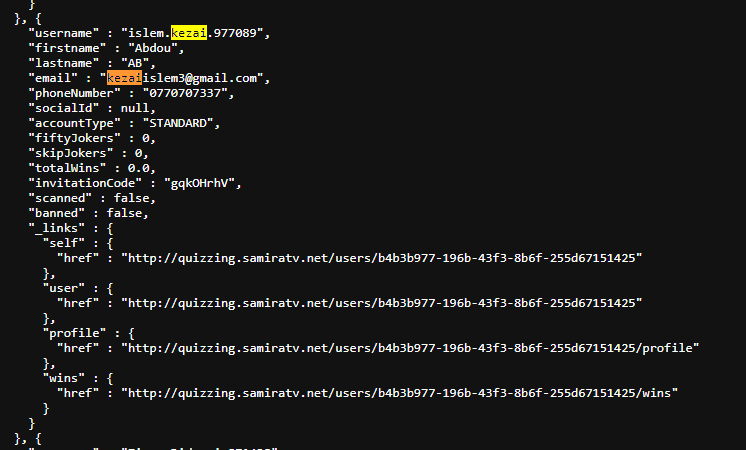 }
}, {
"username" : "islem.kezai.977089",
"firstname" : "Abdou",
"lastname" : "AB",
"email" : "kezaiislem3@gmail.com",
"phoneNumber" : "0770707337",
"socialId" : null,
"accountType" : "STANDARD",
"fiftyJokers" : 0,
"skipJokers" : 0,
"totalWins" : 0.0,
"invitationCode" : "gqkOHrhV",
"scanned" : false,
"banned" : false,
"_links" : {
"self" : {
"href" : "http://quizzing.samiratv.net/users/b4b3b977-196b-43f3-8b6f-255d67151425"
},
"user" : {
"href" : "http://quizzing.samiratv.net/users/b4b3b977-196b-43f3-8b6f-255d67151425"
},
"profile" : {
"href" : "http://quizzing.samiratv.net/users/b4b3b977-196b-43f3-8b6f-255d67151425/profile"
},
"wins" : {
"href" : "http://quizzing.samiratv.net/users/b4b3b977-196b-43f3-8b6f-255d67151425/wins"
}
}
}, {